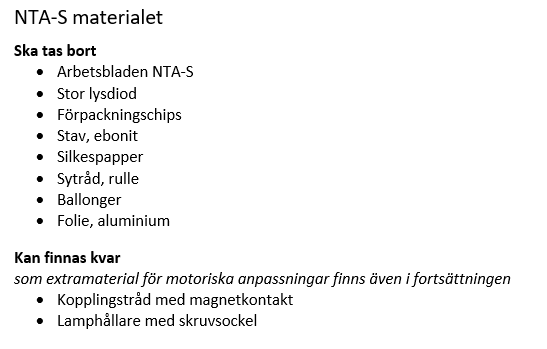 NTA-S materialet
Ska tas bort
• Arbetsbladen NTA-S
• Stor lysdiod
• Förpackningschips
• Stav, ebonit
• Silkespapper
• Sytråd, rulle
• Ballonger
• Folie, aluminium
Kan finnas kvar
som extramaterial för motoriska anpassningar finns även i fortsättningen
• Kopplingstråd med magnetkontakt
• Lamphållare med skruvsockel